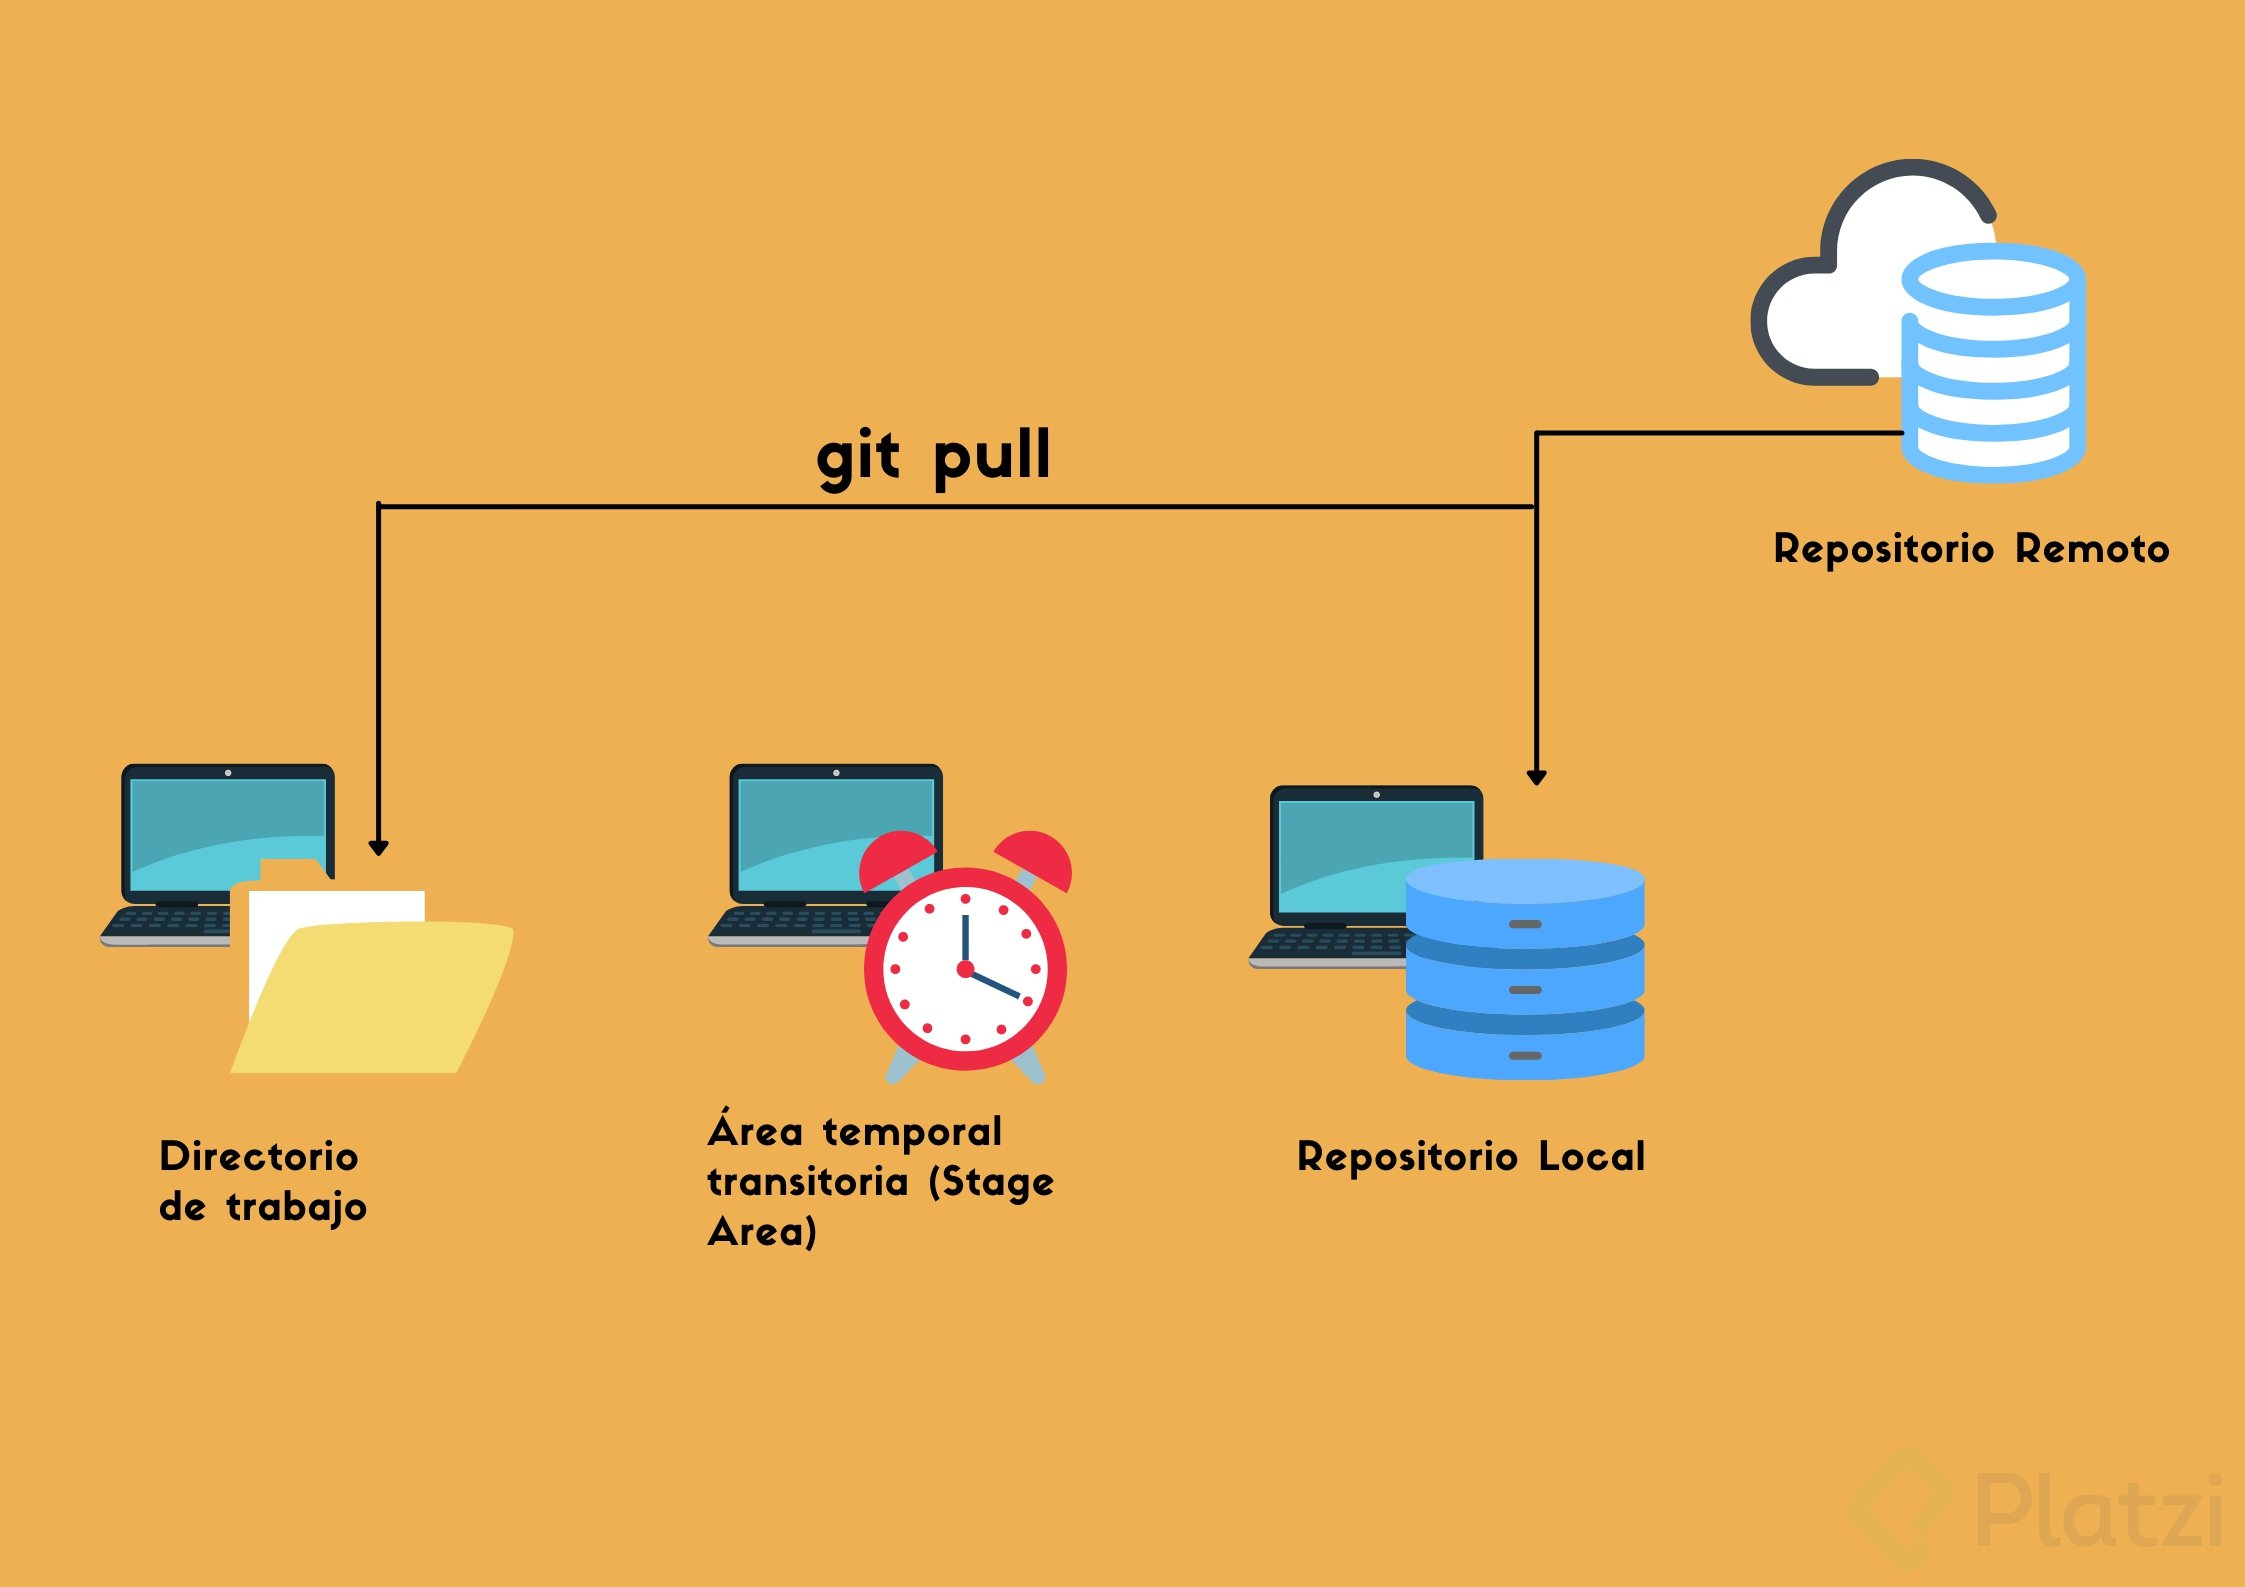 git pull
Repositorio Remoto
Directorio
de trabajo
Área temporal
transitoria (Stage
Area)
Repositorio Local
Platzi